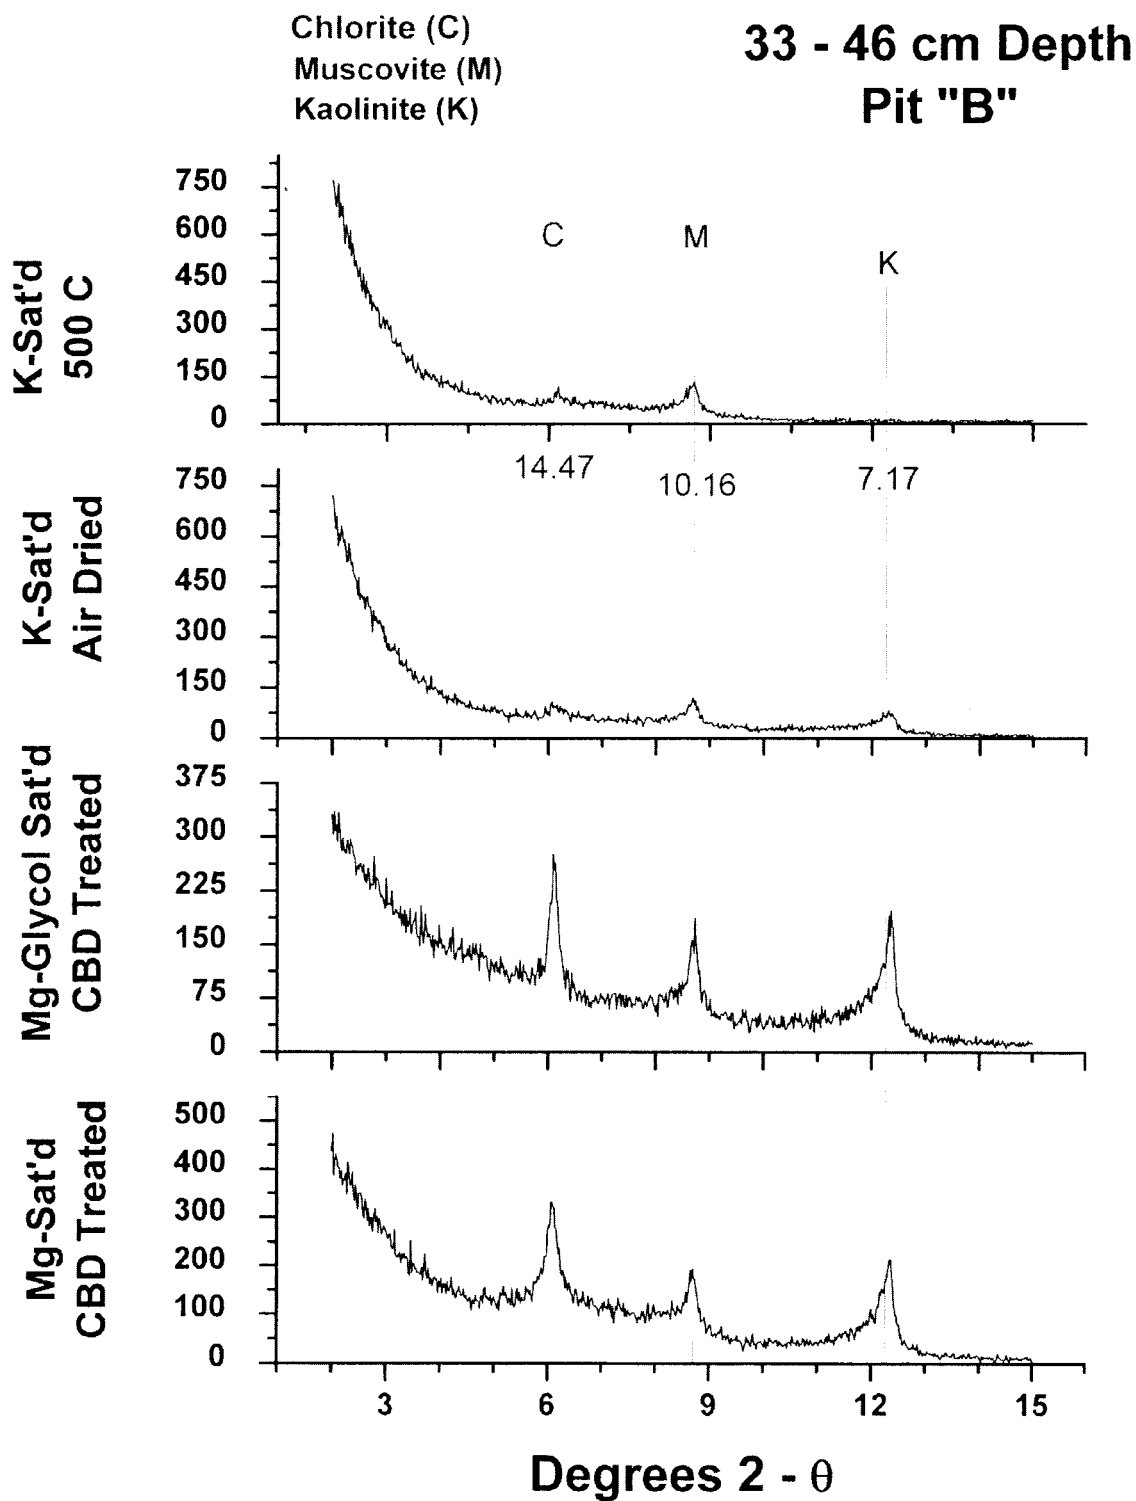 Chlorite (C)
Muscovite (M)
Kaolinite (K)
33 - 46 cm Depth
Pit "B"
K-Sat'd
500 C
750
600
450
300
150
0
C
M
K
14.47
10.16
7.17
K-Sat'd
Air Dried
750
600
450
300
150
0
Mg-Glycol Sat'd
CBD Treated
375
300
225
150
75
0
Mg-Sat'd
CBD Treated
500
400
300
200
100
0
3 6 9 12 15
Degrees 2 - θ